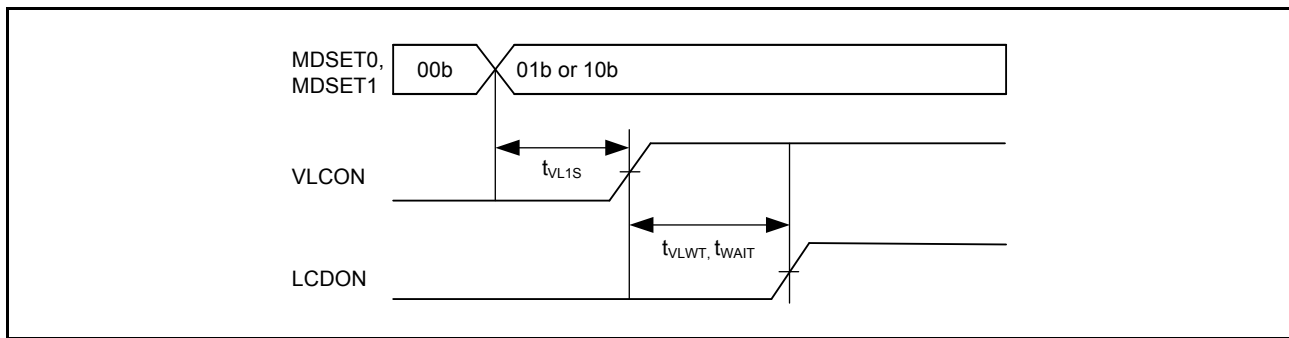 MDSET0,
MDSET1
00b
01b or 10b
tVL1S
VLCON
tVLWT, tWAIT
LCDON